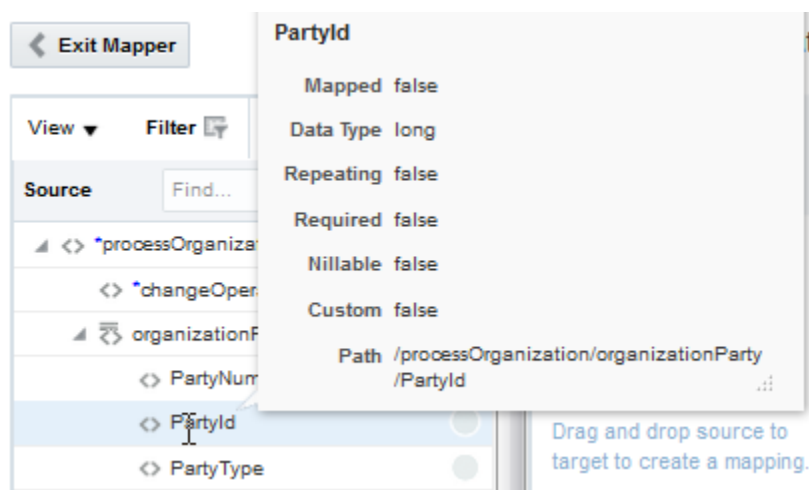 Exit Mapper
View
Filter
Source
Find...
*processOrganiza
*changeOper
organization
PartyNum
PartyId
PartyType
PartyId
Mapped false
Data Type long
Repeating false
Required false
Nillable false
Custom false
Path /processOrganization/organizationParty
/PartyId
Drag and drop source to
target to create a mapping.